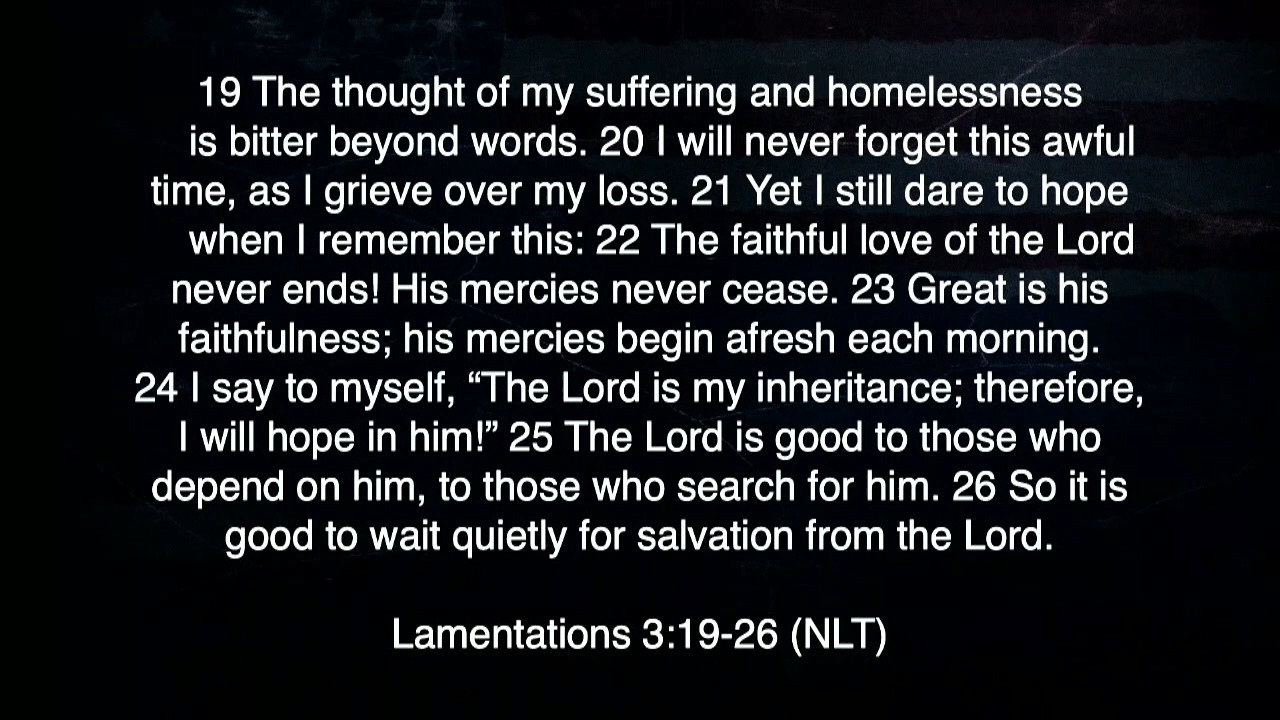 19 The thought of my suffering and homelessness
is bitter beyond words. 20 I will never forget this awful
time, as I grieve over my loss. 21 Yet I still dare to hope
when I remember this: 22 The faithful love of the Lord
never ends! His mercies never cease. 23 Great is his
faithfulness; his mercies begin afresh each morning.
24 I say to myself, “The Lord is my inheritance; therefore,
I will hope in him!” 25 The Lord is good to those who
depend on him, to those who search for him. 26 So it is
good to wait quietly for salvation from the Lord.
Lamentations 3:19-26 (NLT)